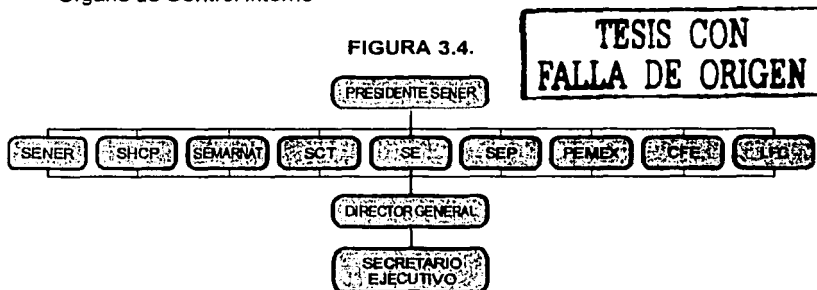 Órgano de Control Interno
FIGURA 3.4.
TESIS CON
FALLA DE ORIGEN
PRESIDENTE SENER
SENER SHCP SEMARNAT SCT SE SEP PEMEX CFE LFC
DIRECTOR GENERAL
SECRETARIO
EJECUTIVO